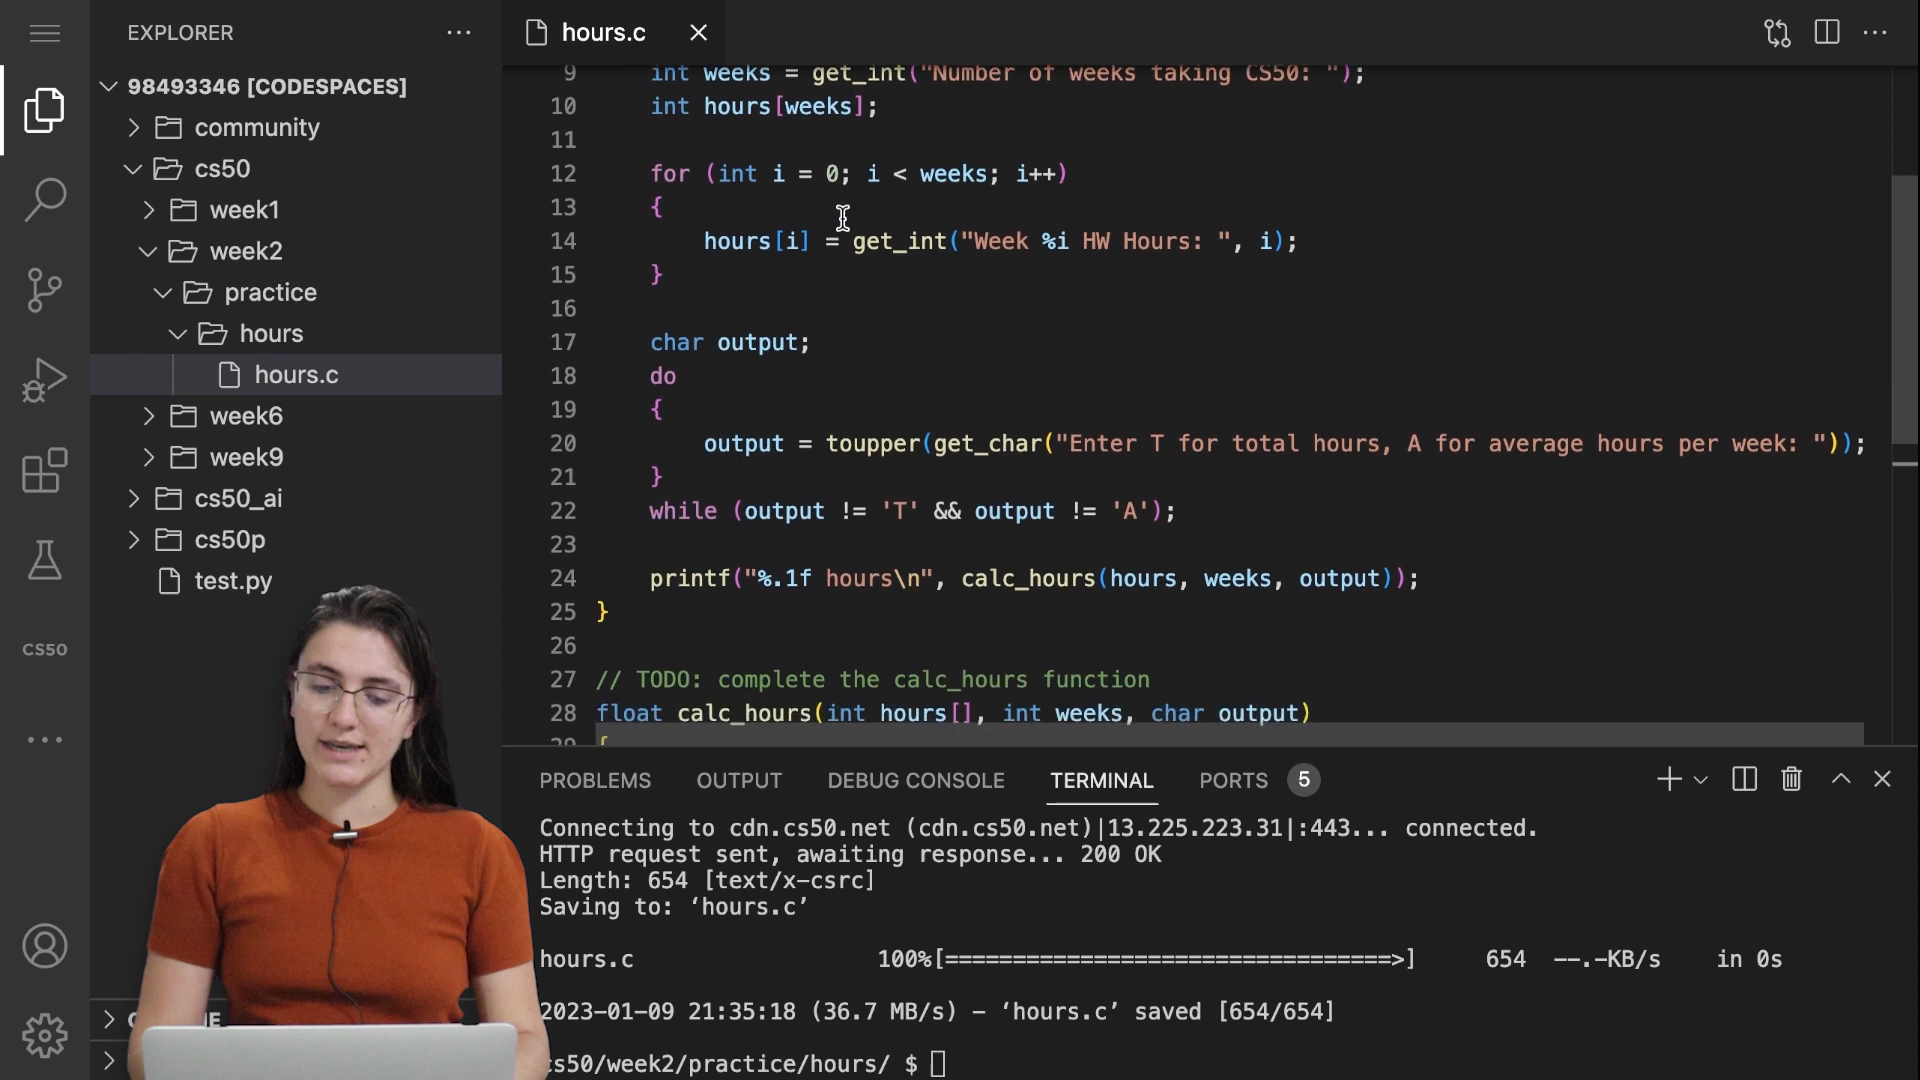 EXPLORER
98493346 [CODESPACES]
community
cs50
week1
week2
practice
hours
hours.c
week6
week9
cs50_ai
cs50p
test.py
CS50
hours.c
9 int weeks = get_int("Number of weeks taking CS50: ");
10 int hours[weeks];
11
12 for (int i = 0; i < weeks; i++)
13 {
14 hours[i] = get_int("Week %i HW Hours: ", i);
15 }
16
17 char output;
18 do
19 {
20 output = toupper(get_char("Enter T for total hours, A for average hours per week: "));
21 }
22 while (output != 'T' && output != 'A');
23
24 printf("%.1f hours\n", calc_hours(hours, weeks, output));
25 }
26
27 // TODO: complete the calc_hours function
28 float calc_hours(int hours[], int weeks, char output)
29 {
PROBLEMS OUTPUT DEBUG CONSOLE TERMINAL PORTS 5
Connecting to cdn.cs50.net (cdn.cs50.net)|13.225.223.31|:443... connected.
HTTP request sent, awaiting response... 200 OK
Length: 654 [text/x-csrc]
Saving to: ‘hours.c’
hours.c 100%[=================================>] 654 --.-KB/s in 0s
2023-01-09 21:35:18 (36.7 MB/s) - ‘hours.c’ saved [654/654]
cs50/week2/practice/hours/ $